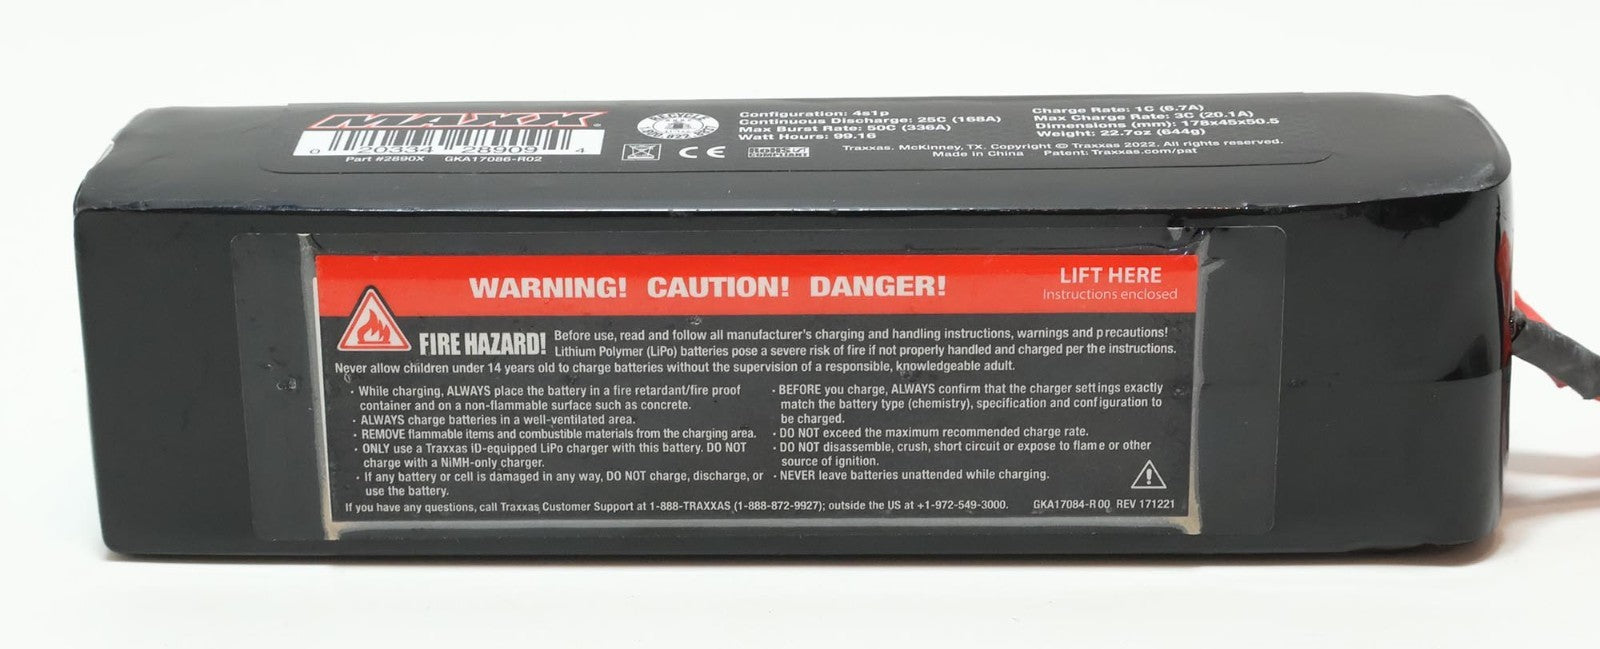 MAXX
0 20334 28909 4
Part #2890X GKA17086-R02
RECYCLE
RoHS
Compliant
Configuration: 4s1p
Continuous Discharge: 25C (168A)
Max Burst Rate: 50C (336A)
Watt Hours: 99.16
Charge Rate: 1C (6.7A)
Max Charge Rate: 3C (20.1A)
Dimensions (mm): 178x45x50.5
Weight: 22.7oz (644g)
Traxxas. McKinney, TX. Copyright © Traxxas 2022. All rights reserved.
Made in China Patent: Traxxas.com/pat
WARNING! CAUTION! DANGER!
LIFT HERE
Instructions enclosed
FIRE HAZARD!
Before use, read and follow all manufacturer's charging and handling instructions, warnings and precautions!
Lithium Polymer (LiPo) batteries pose a severe risk of fire if not properly handled and charged per the instructions.
Never allow children under 14 years old to charge batteries without the supervision of a responsible, knowledgeable adult.
· While charging, ALWAYS place the battery in a fire retardant/fire proof
container and on a non-flammable surface such as concrete.
· ALWAYS charge batteries in a well-ventilated area.
· REMOVE flammable items and combustible materials from the charging area.
· ONLY use a Traxxas iD-equipped LiPo charger with this battery. DO NOT
charge with a NiMH-only charger.
· If any battery or cell is damaged in any way, DO NOT charge, discharge, or
use the battery.
· BEFORE you charge, ALWAYS confirm that the charger settings exactly
match the battery type (chemistry), specification and configuration to
be charged.
· DO NOT exceed the maximum recommended charge rate.
· DO NOT disassemble, crush, short circuit or expose to flame or other
source of ignition.
· NEVER leave batteries unattended while charging.
If you have any questions, call Traxxas Customer Support at 1-888-TRAXXAS (1-888-872-9927); outside the US at +1-972-549-3000.
GKA17084-R00 REV 171221